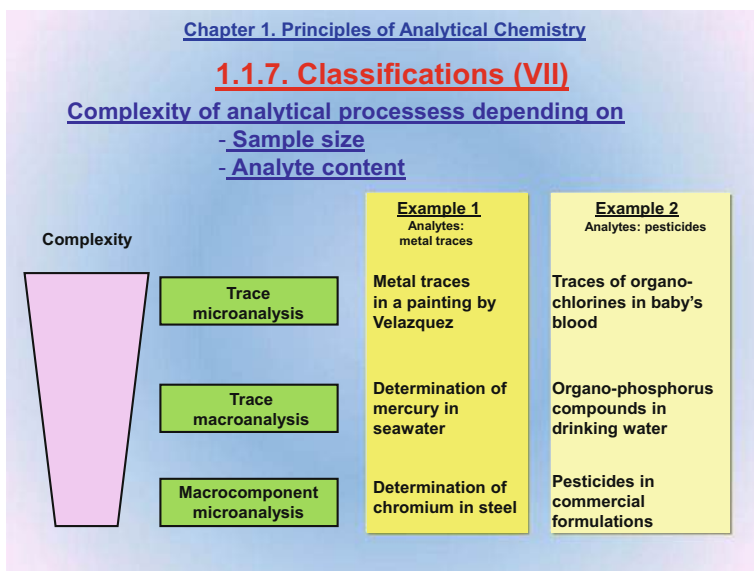 Chapter 1. Principles of Analytical Chemistry
1.1.7. Classifications (VII)
Complexity of analytical processess depending on
- Sample size
- Analyte content
Complexity
Example 1
Analytes:
metal traces
Example 2
Analytes: pesticides
Trace
microanalysis
Metal traces
in a painting by
Velazquez
Traces of organo-
chlorines in baby's
blood
Trace
macroanalysis
Determination of
mercury in
seawater
Organo-phosphorus
compounds in
drinking water
Macrocomponent
microanalysis
Determination of
chromium in steel
Pesticides in
commercial
formulations